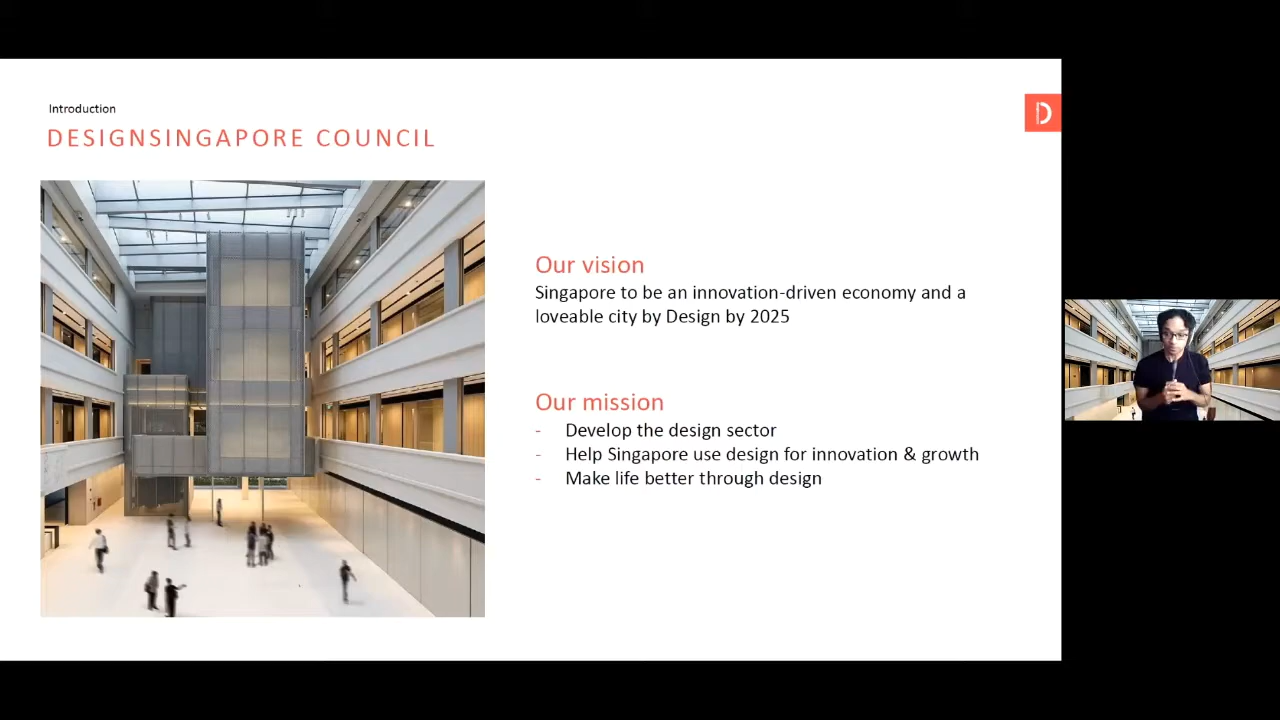 Introduction
DESIGNSINGAPORE COUNCIL
D
Our vision
Singapore to be an innovation-driven economy and a
loveable city by Design by 2025
Our mission
- Develop the design sector
- Help Singapore use design for innovation & growth
- Make life better through design